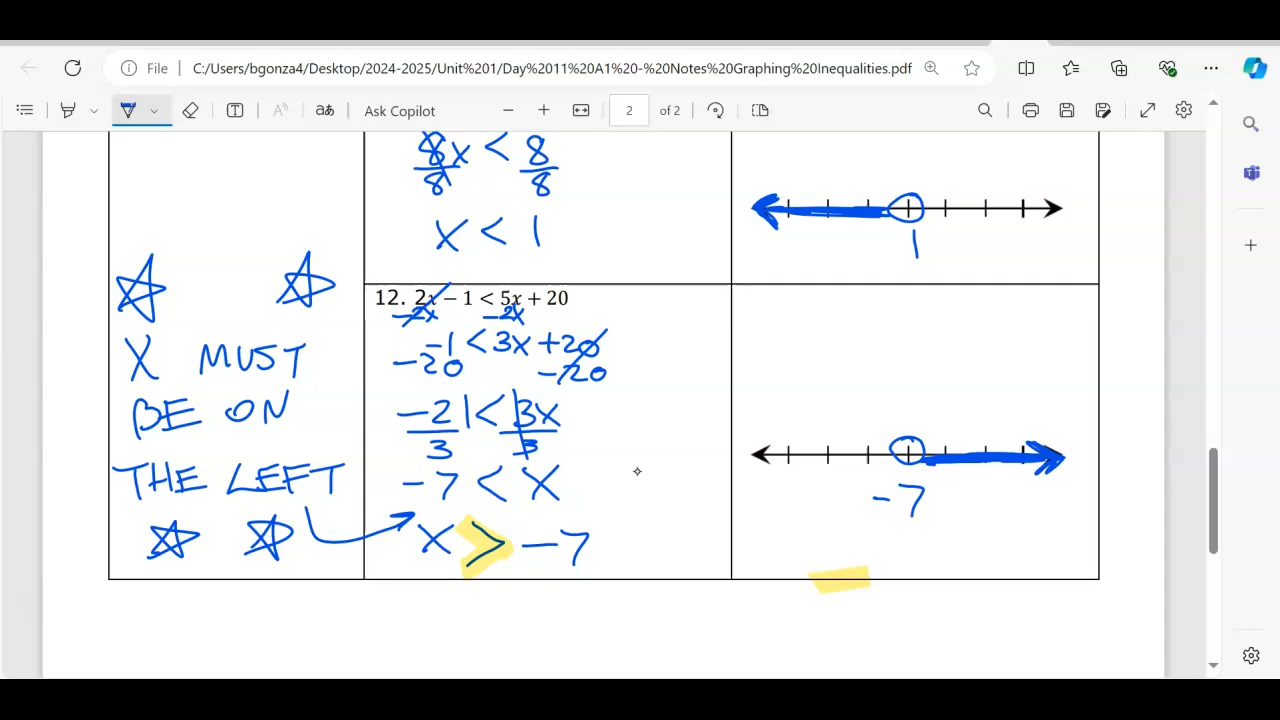 File C:/Users/bgonza4/Desktop/2024-2025/Unit%201/Day%2011%20A1%20-%20Notes%20Graphing%20Inequalities.pdf
aあ Ask Copilot 2 of 2
8x < 8
8 8
x < 1
1
12. 2x − 1 < 5x + 20
-2x -2x
-1 < 3x + 20
-20 -20
-21 < 3x
3 3
-7 < x
x > -7
X MUST
BE ON
THE LEFT
-7